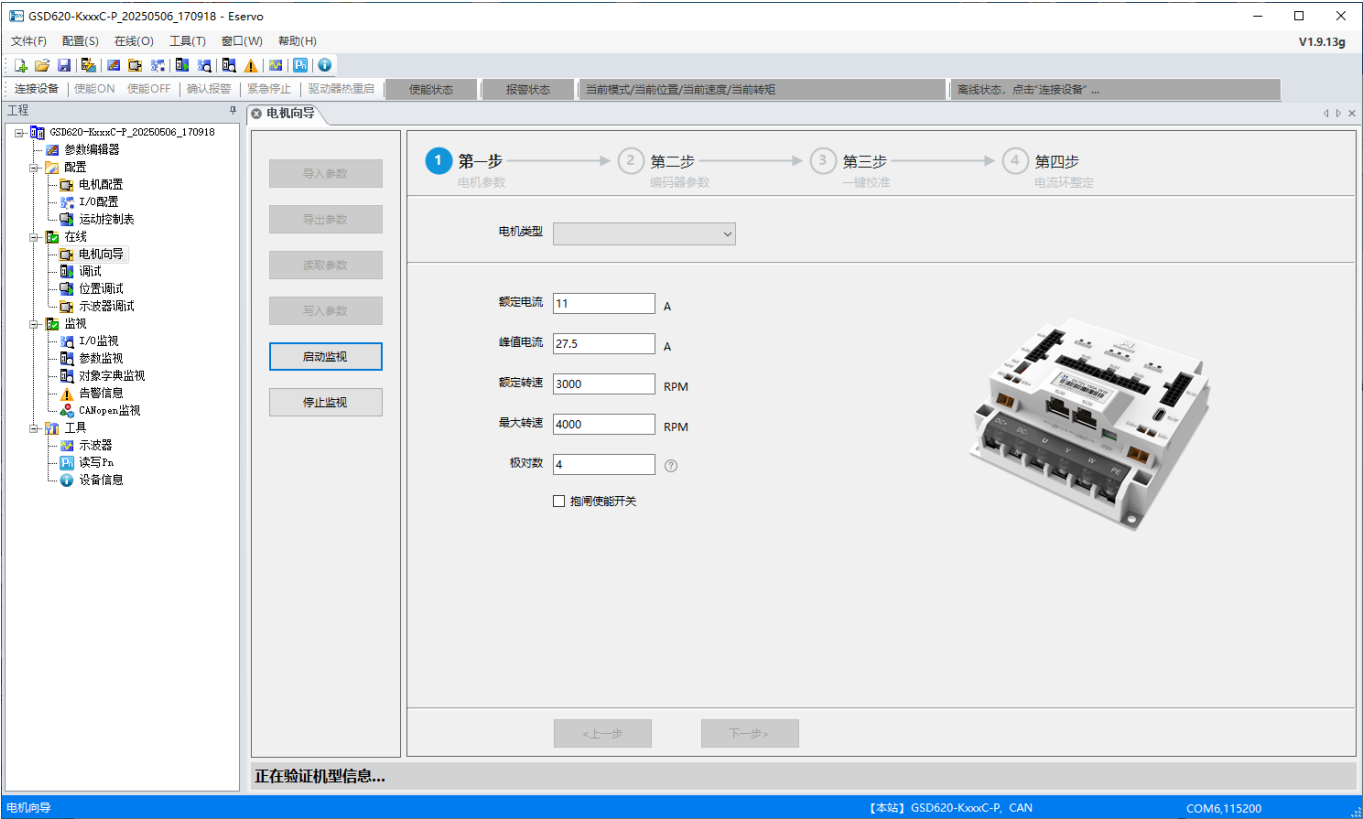 GSD620-KxxxC-P_20250506_170918 - Eservo
文件(F) 配置(S) 在线(O) 工具(T) 窗口(W) 帮助(H) V1.9.13g
连接设备 使能ON 使能OFF 确认报警 紧急停止 驱动器热重启 使能状态 报警状态 当前模式/当前位置/当前速度/当前转矩 离线状态，点击“连接设备” ...
工程
电机向导
GSD620-KxxxC-P_20250506_170918
参数编辑器
配置
电机配置
I/O配置
运动控制表
在线
电机向导
调试
位置调试
示波器调试
监视
I/O监视
参数监视
对象字典监视
告警信息
CANopen监视
工具
示波器
读写Pn
设备信息
导入参数
导出参数
读取参数
写入参数
启动监视
停止监视
1 第一步 2 第二步 3 第三步 4 第四步
电机参数 编码器参数 一键校准 电流环整定
电机类型
额定电流 11 A
峰值电流 27.5 A
额定转速 3000 RPM
最大转速 4000 RPM
极对数 4 ?
抱闸使能开关
DC+ DC- U V W PE
<上一步 下一步>
正在验证机型信息...
电机向导 【本站】GSD620-KxxxC-P, CAN COM6,115200